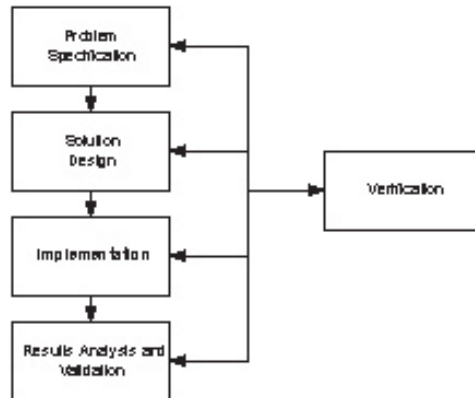 Problem
Specification
Solution
Design
Implementation
Results Analysis and
Validation
Verification